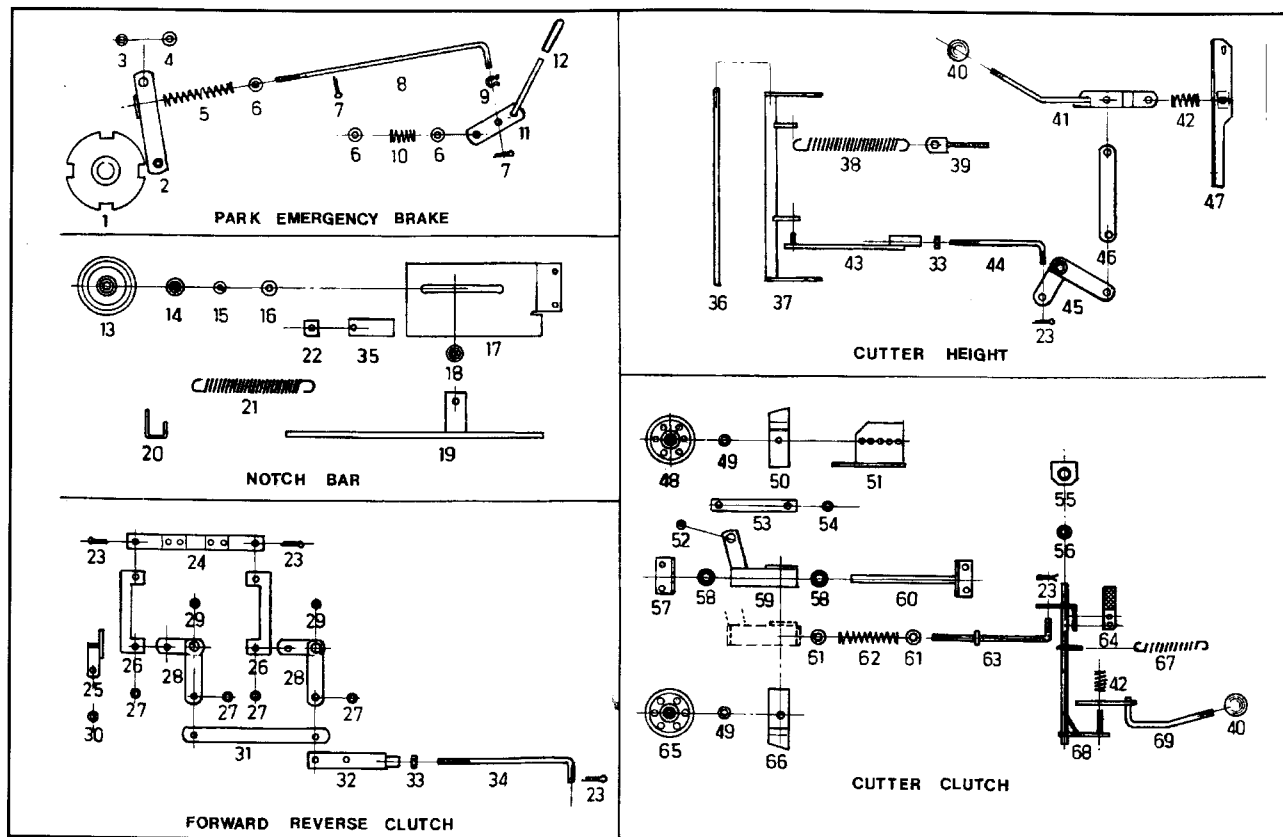 3 4
5 6 7 8 9 12
6 10 6 7 11
1 2
PARK EMERGENCY BRAKE
13 14 15 16 17
22 35 18
21
20 19
NOTCH BAR
23 24 23
29 29
25 26 28 26 28
27 27 27 27
30
31
32 33 34 23
FORWARD REVERSE CLUTCH
40
41 42
38 39
47
43 33 44 46
36 37 45
23
CUTTER HEIGHT
48 49 50 51
53 54 55
52 56
57 58 59 58 60 23
64
61 62 61 63 67
42
65 49 66 68 69 40
CUTTER CLUTCH